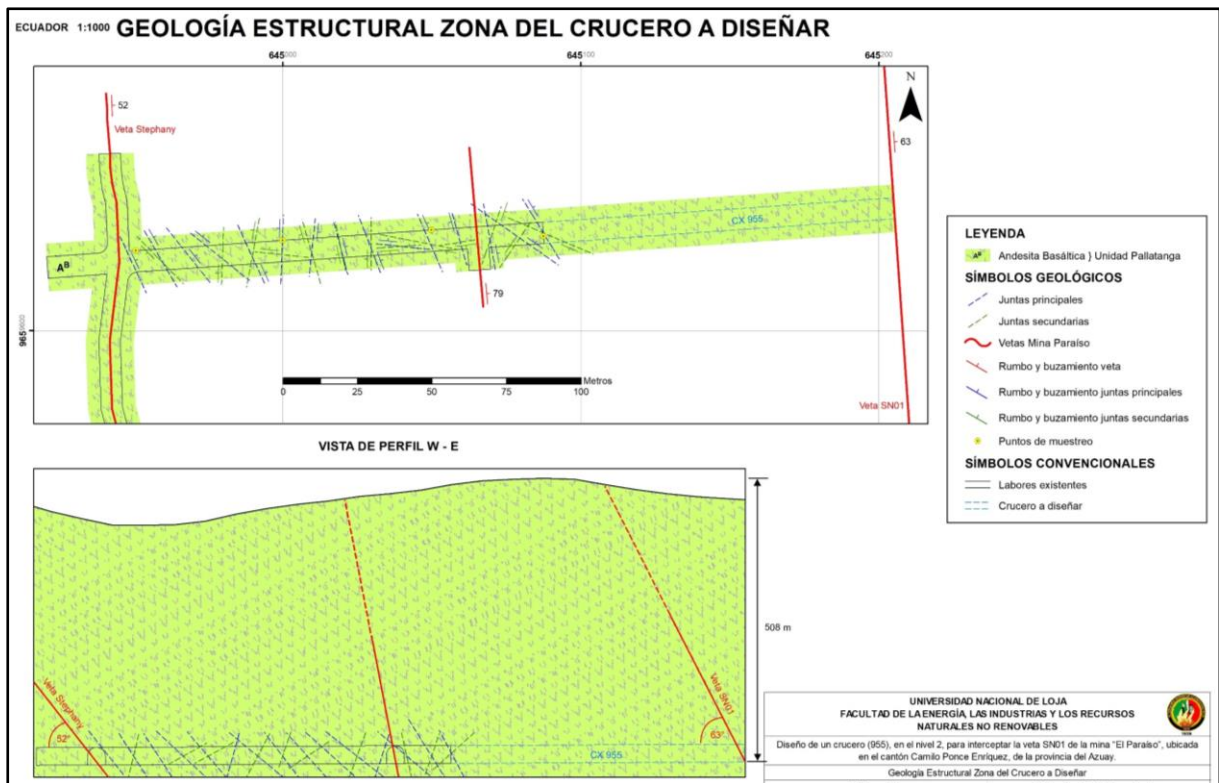 ECUADOR 1:1000 GEOLOGÍA ESTRUCTURAL ZONA DEL CRUCERO A DISEÑAR
645000 645100 645200
52
Veta Stephany
N
63
CX 955
Aᴮ
79
Metros
0 25 50 75 100
Veta SN01
LEYENDA
Aᴮ Andesita Basáltica } Unidad Pallatanga
SÍMBOLOS GEOLÓGICOS
Juntas principales
Juntas secundarias
Vetas Mina Paraíso
Rumbo y buzamiento veta
Rumbo y buzamiento juntas principales
Rumbo y buzamiento juntas secundarias
Puntos de muestreo
SÍMBOLOS CONVENCIONALES
Labores existentes
Crucero a diseñar
VISTA DE PERFIL W - E
508 m
Veta Stephany
52°
Veta SN01
63°
CX 955
UNIVERSIDAD NACIONAL DE LOJA
FACULTAD DE LA ENERGÍA, LAS INDUSTRIAS Y LOS RECURSOS
NATURALES NO RENOVABLES
Diseño de un crucero (955), en el nivel 2, para interceptar la veta SN01 de la mina "El Paraíso", ubicada
en el cantón Camilo Ponce Enríquez, de la provincia del Azuay.
Geología Estructural Zona del Crucero a Diseñar